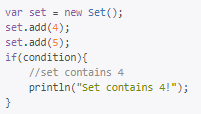 var set = new Set();
set.add(4);
set.add(5);
if(condition){
    //set contains 4
    println("Set contains 4!");
}